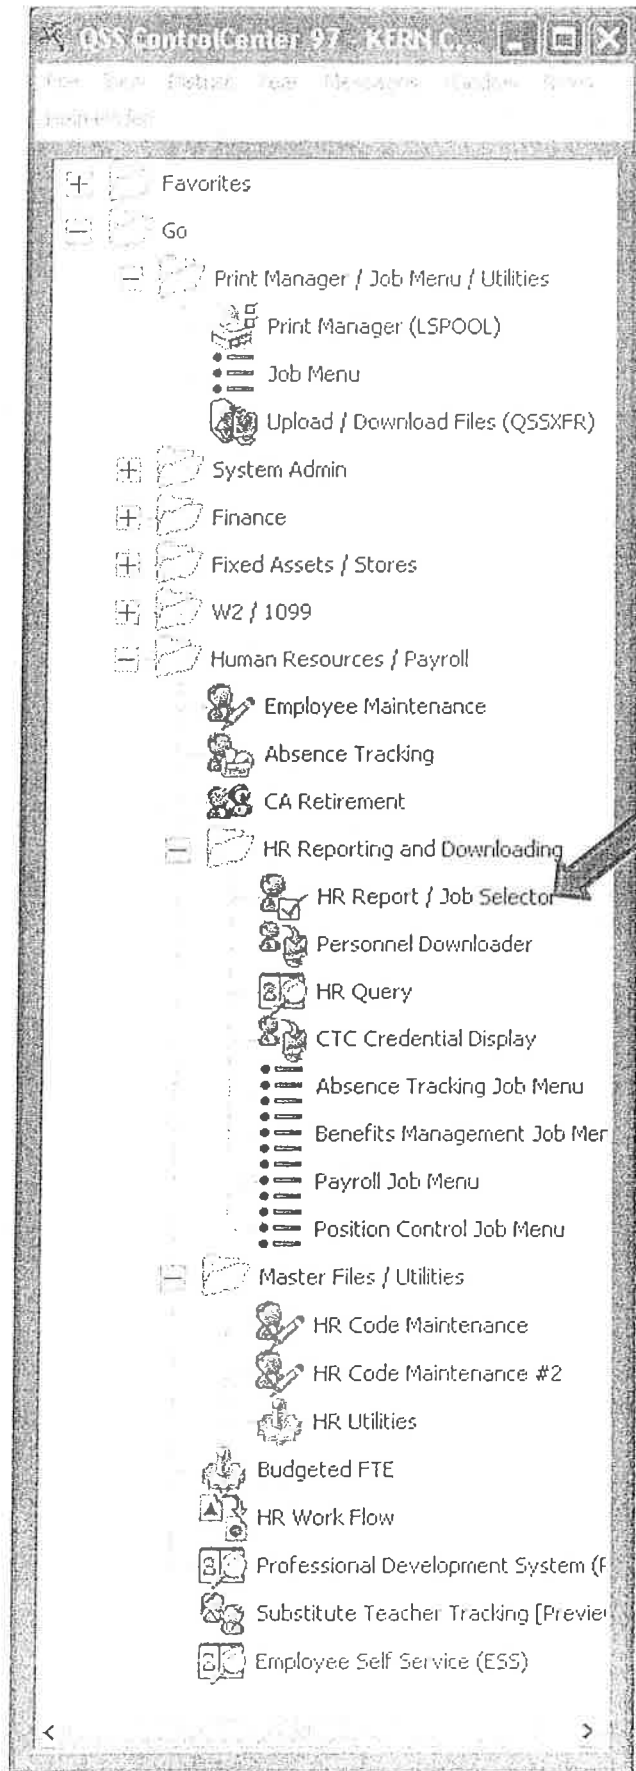 QSS ControlCenter 97 - KERN C...
Favorites
Go
Print Manager / Job Menu / Utilities
Print Manager (LSPOOL)
Job Menu
Upload / Download Files (QSSXFR)
System Admin
Finance
Fixed Assets / Stores
W2 / 1099
Human Resources / Payroll
Employee Maintenance
Absence Tracking
CA Retirement
HR Reporting and Downloading
HR Report / Job Selector
Personnel Downloader
HR Query
CTC Credential Display
Absence Tracking Job Menu
Benefits Management Job Mer
Payroll Job Menu
Position Control Job Menu
Master Files / Utilities
HR Code Maintenance
HR Code Maintenance #2
HR Utilities
Budgeted FTE
HR Work Flow
Professional Development System (F
Substitute Teacher Tracking [Previe
Employee Self Service (ESS)